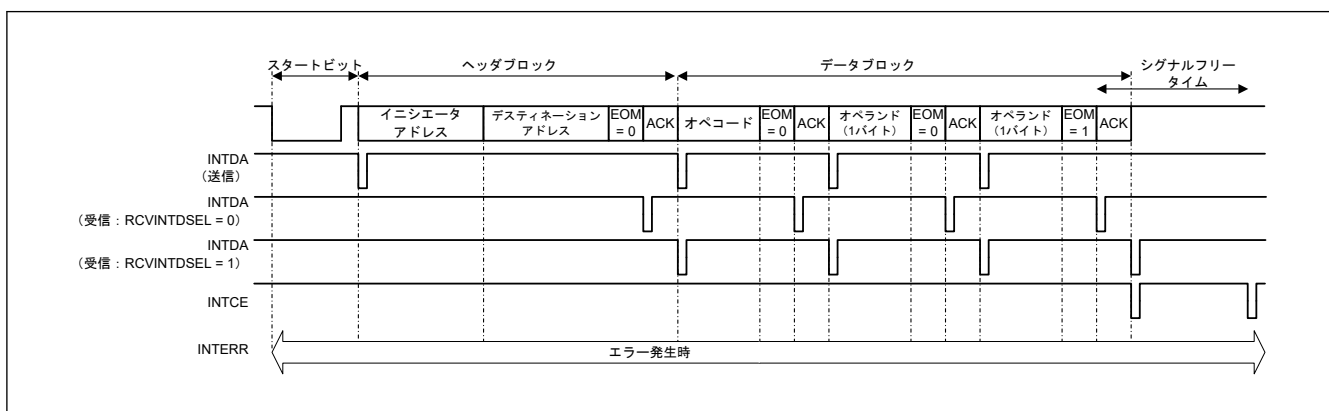 スタートビット
ヘッダブロック
データブロック
シグナルフリー
タイム
イニシエータ
アドレス
デスティネーション
アドレス
EOM
= 0
ACK
オペコード
EOM
= 0
ACK
オペランド
(1バイト)
EOM
= 0
ACK
オペランド
(1バイト)
EOM
= 1
ACK
INTDA
(送信)
INTDA
(受信:RCVINTDSEL = 0)
INTDA
(受信:RCVINTDSEL = 1)
INTCE
INTERR
エラー発生時